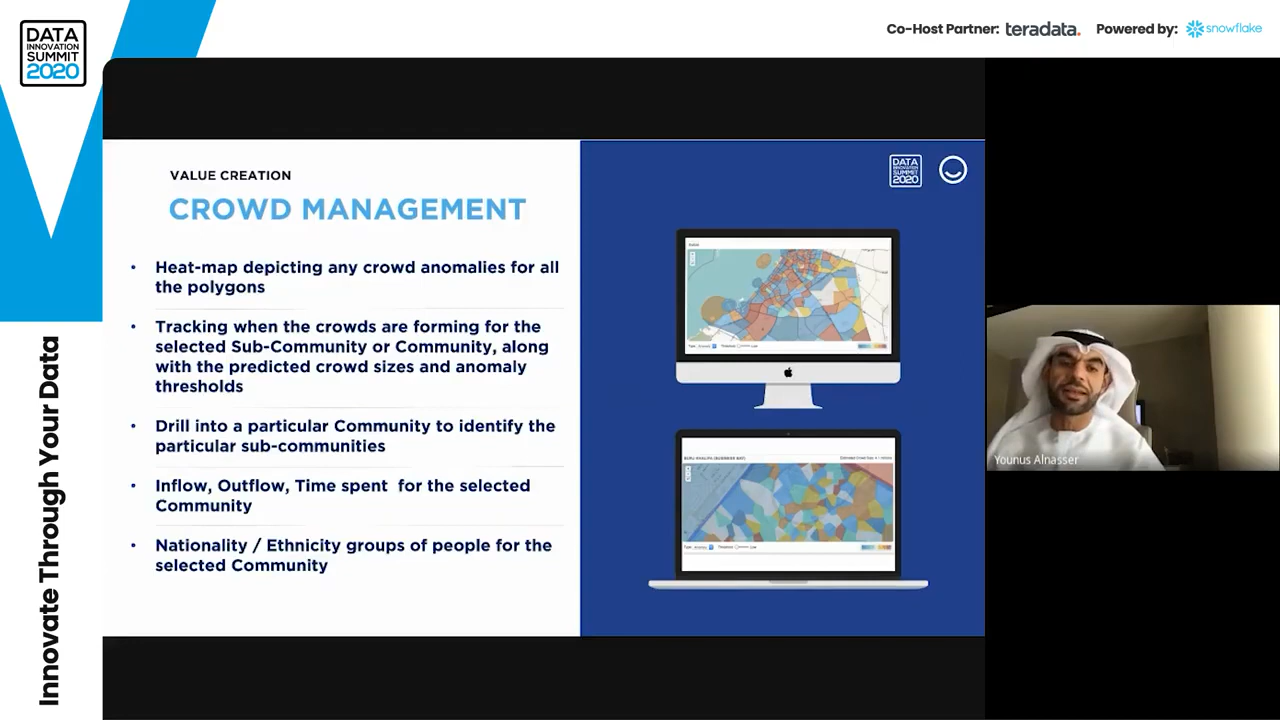 DATA
INNOVATION
SUMMIT
2020
Co-Host Partner: teradata. Powered by: snowflake
Innovate Through Your Data
VALUE CREATION
CROWD MANAGEMENT
• Heat-map depicting any crowd anomalies for all
the polygons
• Tracking when the crowds are forming for the
selected Sub-Community or Community, along
with the predicted crowd sizes and anomaly
thresholds
• Drill into a particular Community to identify the
particular sub-communities
• Inflow, Outflow, Time spent for the selected
Community
• Nationality / Ethnicity groups of people for the
selected Community
DATA
INNOVATION
SUMMIT
2020
Younus Alnasser